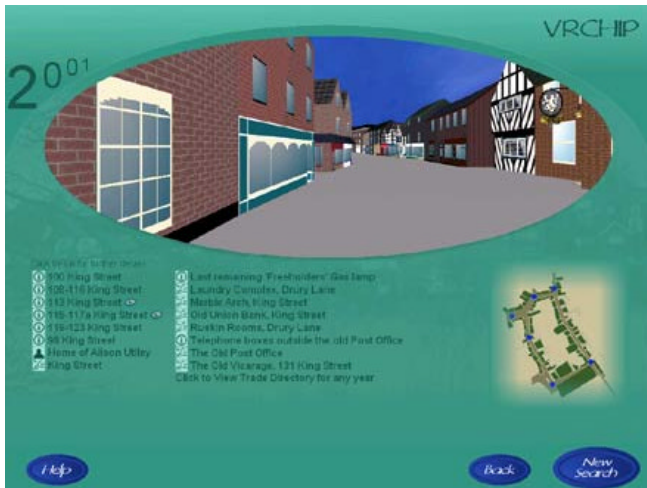 VRCHIP
2001
Click on link for further details
100 King Street
108-116 King Street
113 King Street
115-117a King Street
119-123 King Street
98 King Street
Home of Alison Utley
King Street
Last remaining 'Freeholders' Gas lamp
Laundry Complex, Drury Lane
Marble Arch, King Street
Old Union Bank, King Street
Ruskin Rooms, Drury Lane
Telephone boxes outside the old Post Office
The Old Post Office
The Old Vicarage, 131 King Street
Click to View Trade Directory for any year
Help
Back
New
Search